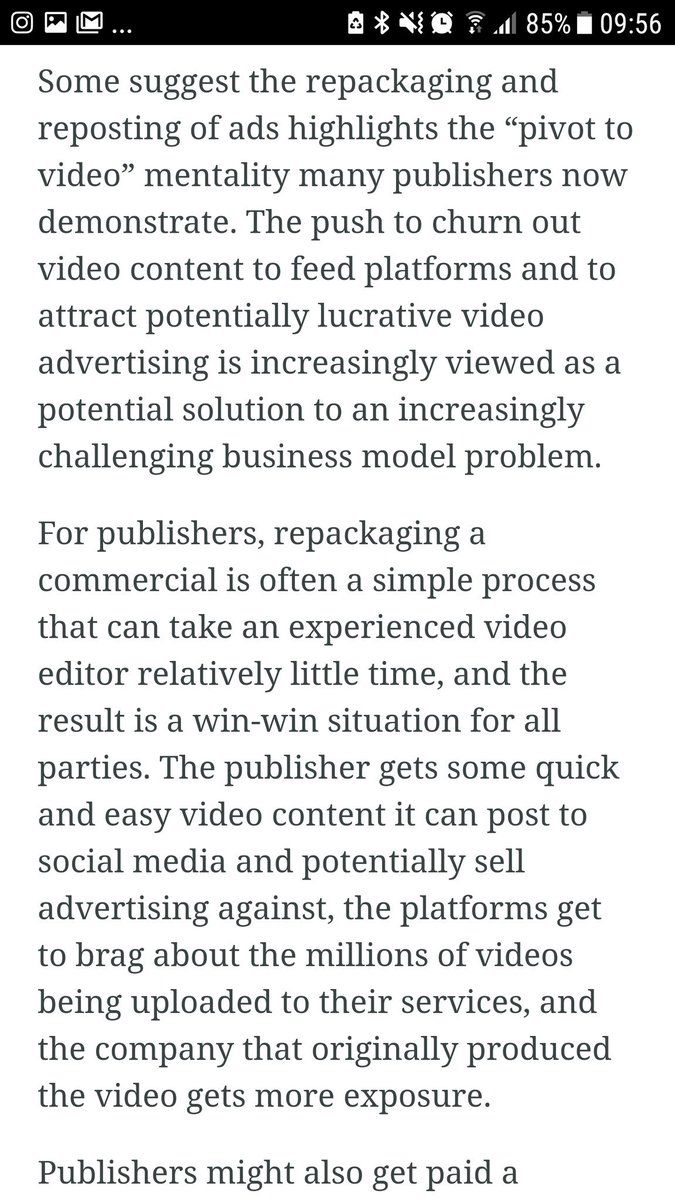 ... 85% 09:56
Some suggest the repackaging and
reposting of ads highlights the “pivot to
video” mentality many publishers now
demonstrate. The push to churn out
video content to feed platforms and to
attract potentially lucrative video
advertising is increasingly viewed as a
potential solution to an increasingly
challenging business model problem.
For publishers, repackaging a
commercial is often a simple process
that can take an experienced video
editor relatively little time, and the
result is a win-win situation for all
parties. The publisher gets some quick
and easy video content it can post to
social media and potentially sell
advertising against, the platforms get
to brag about the millions of videos
being uploaded to their services, and
the company that originally produced
the video gets more exposure.
Publishers might also get paid a